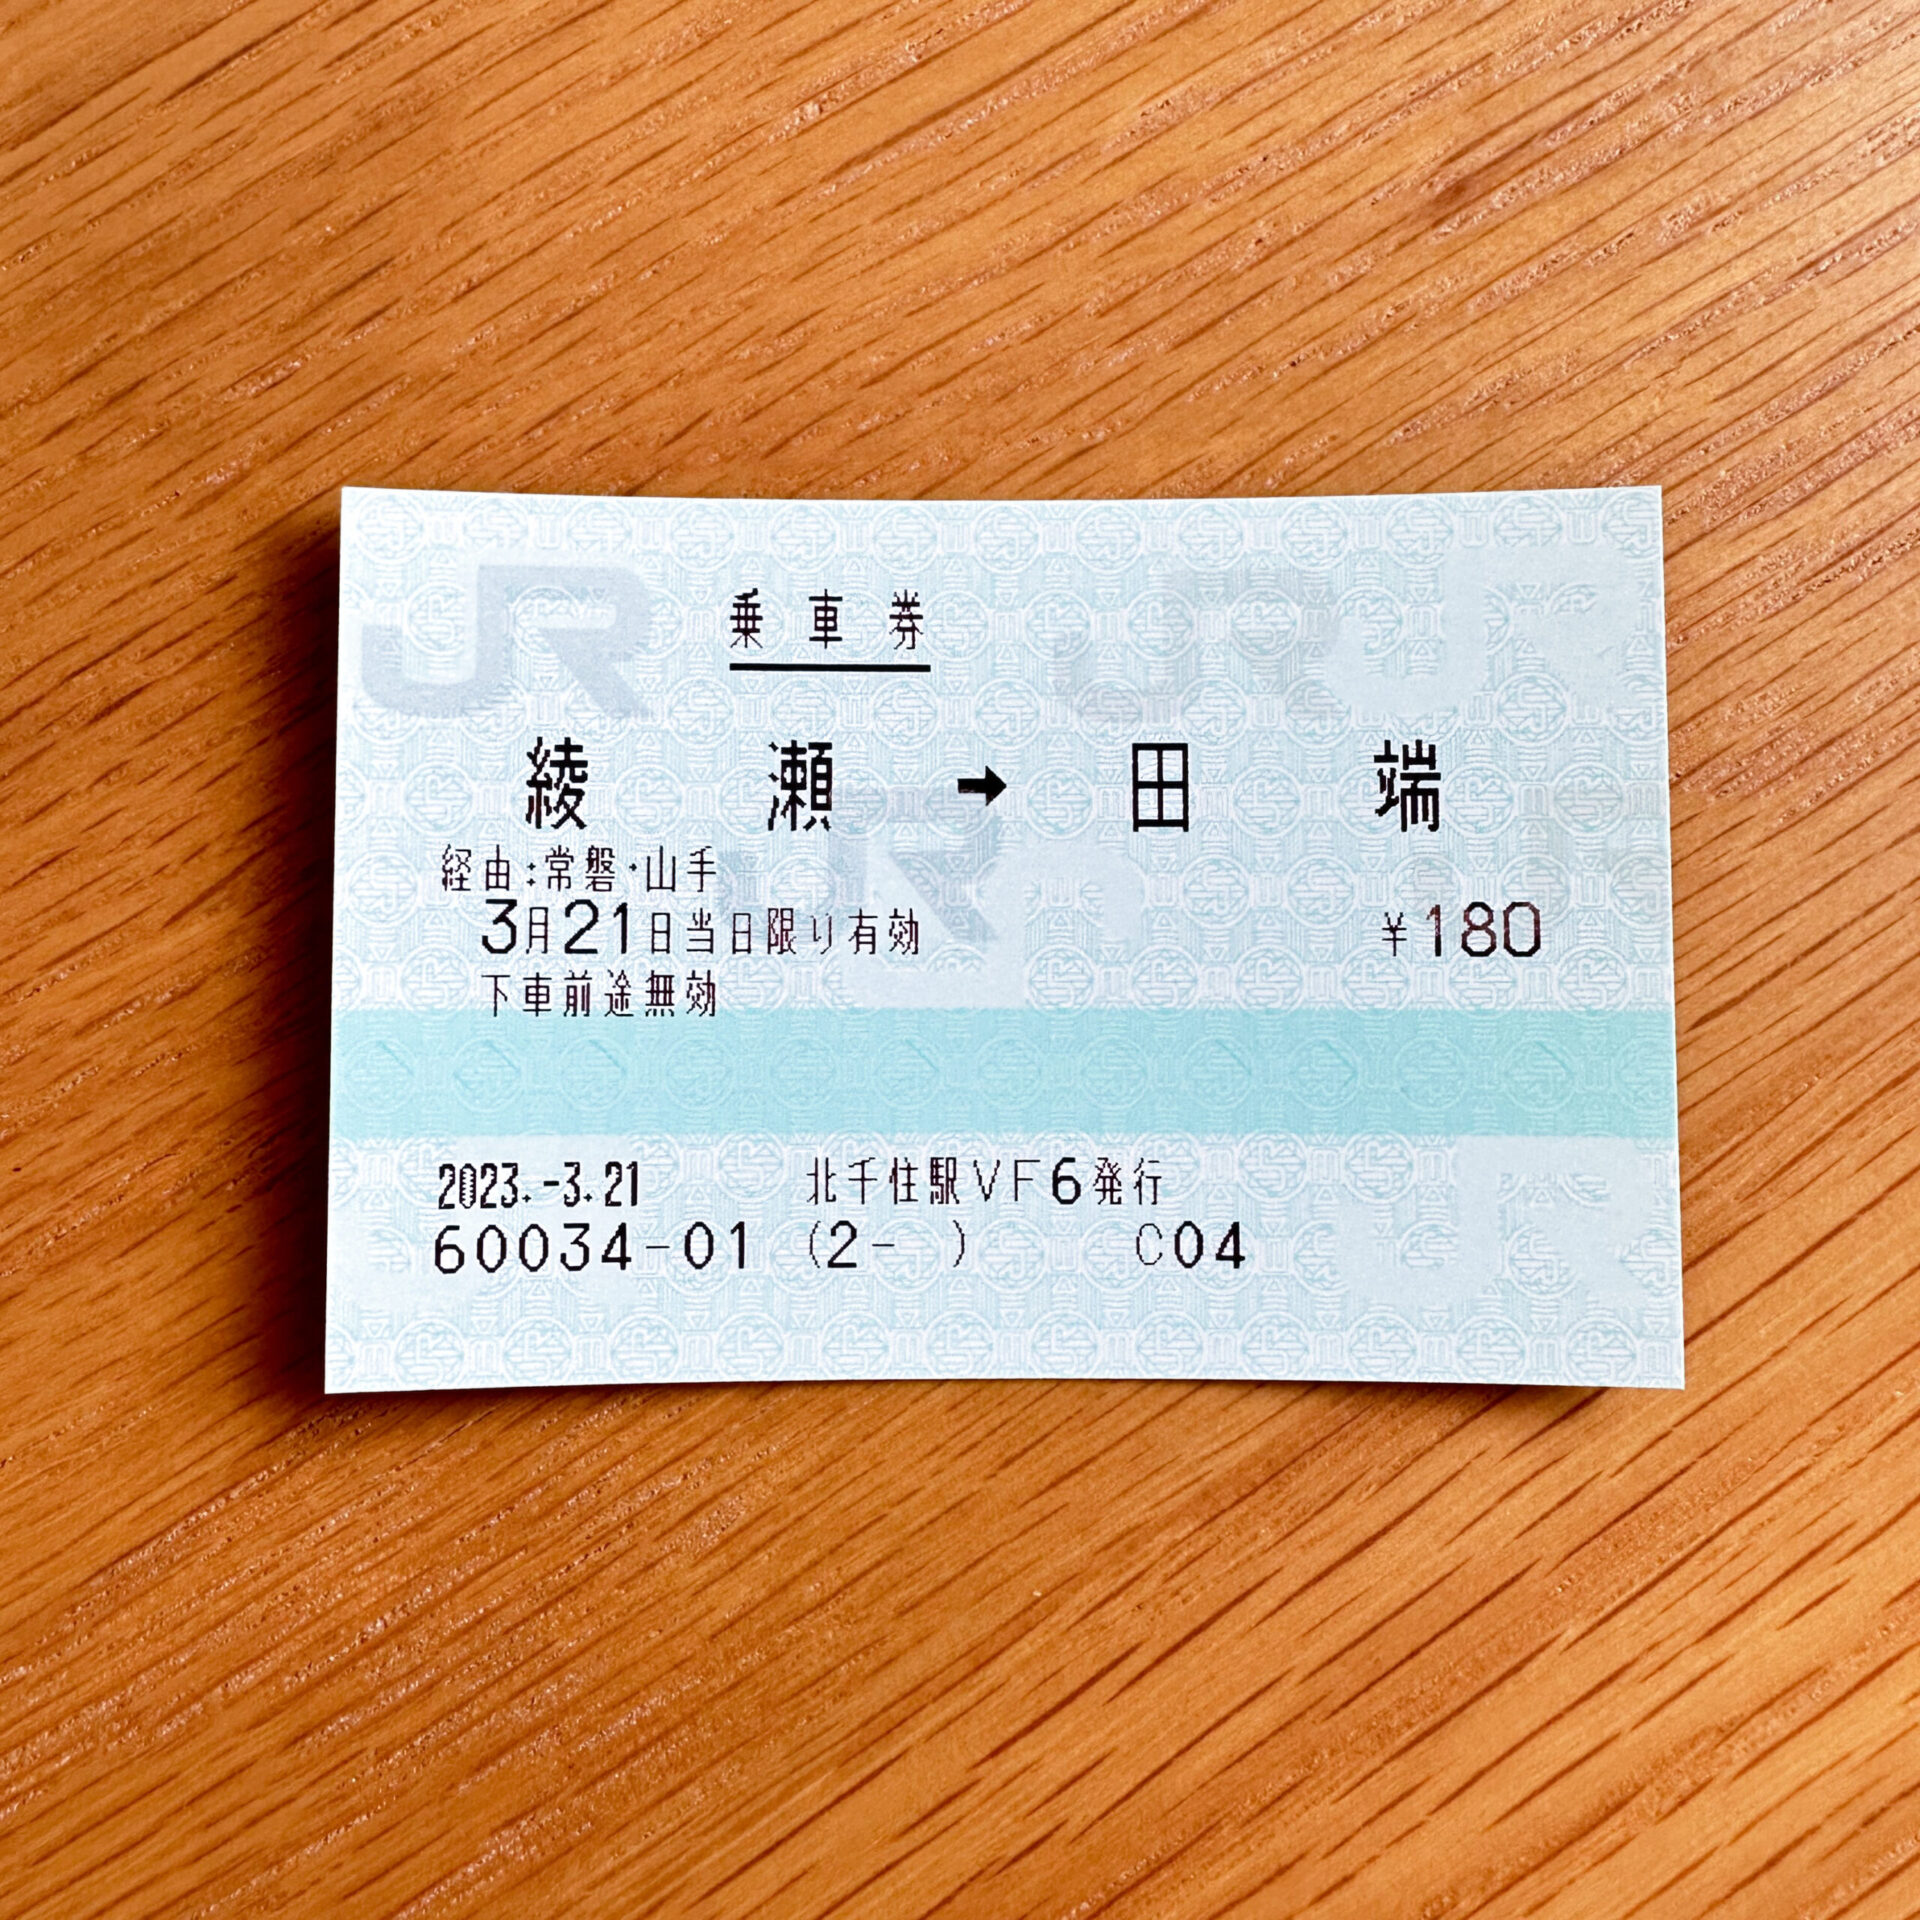 乗車券
綾瀬 → 田端
経由:常磐・山手
3月21日当日限り有効 ¥180
下車前途無効
2023.-3.21 北千住駅VF6発行
60034-01 (2- ) C04